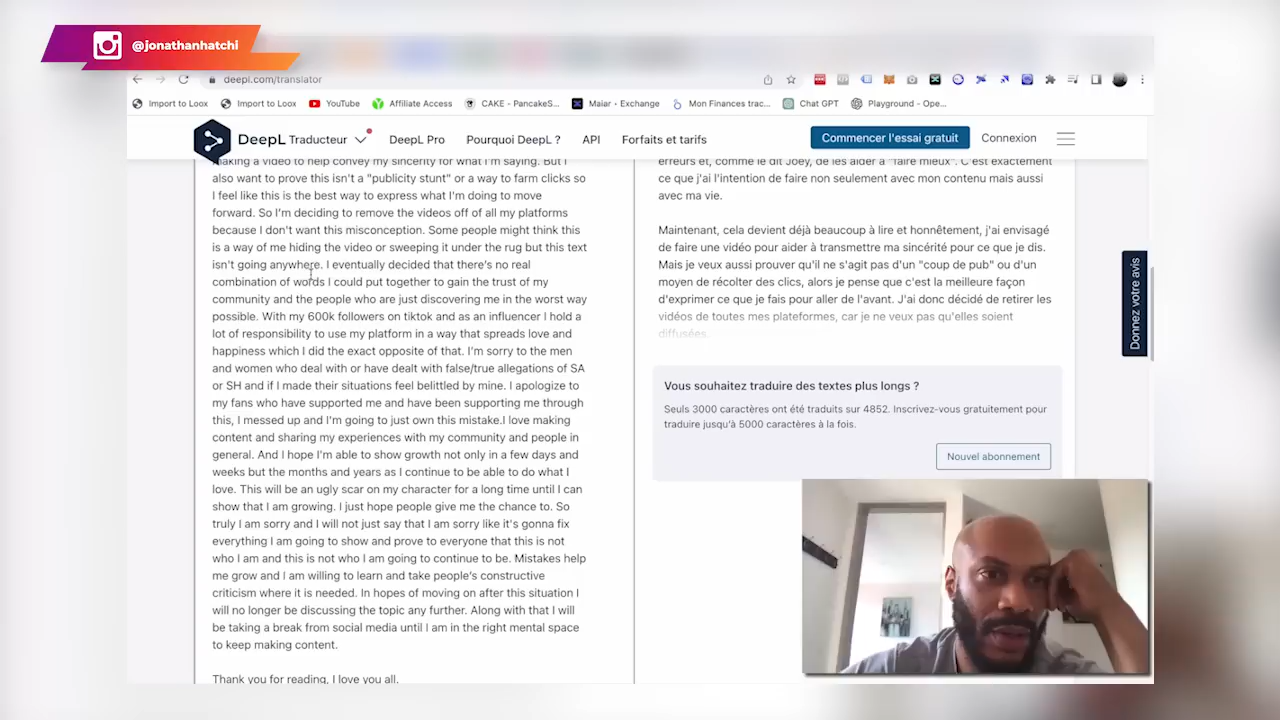 @jonathanhatchi
deepl.com/translator
Import to Loox
Import to Loox
YouTube
Affiliate Access
CAKE - PancakeS...
Maiar • Exchange
Mon Finances trac...
Chat GPT
Playground - Ope...
DeepL Traducteur
DeepL Pro
Pourquoi DeepL ?
API
Forfaits et tarifs
Commencer l'essai gratuit
Connexion
making a video to help convey my sincerity for what I'm saying. But I
also want to prove this isn't a "publicity stunt" or a way to farm clicks so
I feel like this is the best way to express what I'm doing to move
forward. So I'm deciding to remove the videos off of all my platforms
because I don't want this misconception. Some people might think this
is a way of me hiding the video or sweeping it under the rug but this text
isn't going anywhere. I eventually decided that there's no real
combination of words I could put together to gain the trust of my
community and the people who are just discovering me in the worst way
possible. With my 600k followers on tiktok and as an influencer I hold a
lot of responsibility to use my platform in a way that spreads love and
happiness which I did the exact opposite of that. I'm sorry to the men
and women who deal with or have dealt with false/true allegations of SA
or SH and if I made their situations feel belittled by mine. I apologize to
my fans who have supported me and have been supporting me through
this, I messed up and I'm going to just own this mistake.I love making
content and sharing my experiences with my community and people in
general. And I hope I'm able to show growth not only in a few days and
weeks but the months and years as I continue to be able to do what I
love. This will be an ugly scar on my character for a long time until I can
show that I am growing. I just hope people give me the chance to. So
truly I am sorry and I will not just say that I am sorry like it's gonna fix
everything I am going to show and prove to everyone that this is not
who I am and this is not who I am going to continue to be. Mistakes help
me grow and I am willing to learn and take people's constructive
criticism where it is needed. In hopes of moving on after this situation I
will no longer be discussing the topic any further. Along with that I will
be taking a break from social media until I am in the right mental space
to keep making content.
Thank you for reading, I love you all.
erreurs et, comme le dit Joey, de les aider à "faire mieux". C'est exactement
ce que j'ai l'intention de faire non seulement avec mon contenu mais aussi
avec ma vie.
Maintenant, cela devient déjà beaucoup à lire et honnêtement, j'ai envisagé
de faire une vidéo pour aider à transmettre ma sincérité pour ce que je dis.
Mais je veux aussi prouver qu'il ne s'agit pas d'un "coup de pub" ou d'un
moyen de récolter des clics, alors je pense que c'est la meilleure façon
d'exprimer ce que je fais pour aller de l'avant. J'ai donc décidé de retirer les
vidéos de toutes mes plateformes, car je ne veux pas qu'elles soient
diffusées.
Vous souhaitez traduire des textes plus longs ?
Seuls 3000 caractères ont été traduits sur 4852. Inscrivez-vous gratuitement pour
traduire jusqu'à 5000 caractères à la fois.
Nouvel abonnement
Donnez votre avis